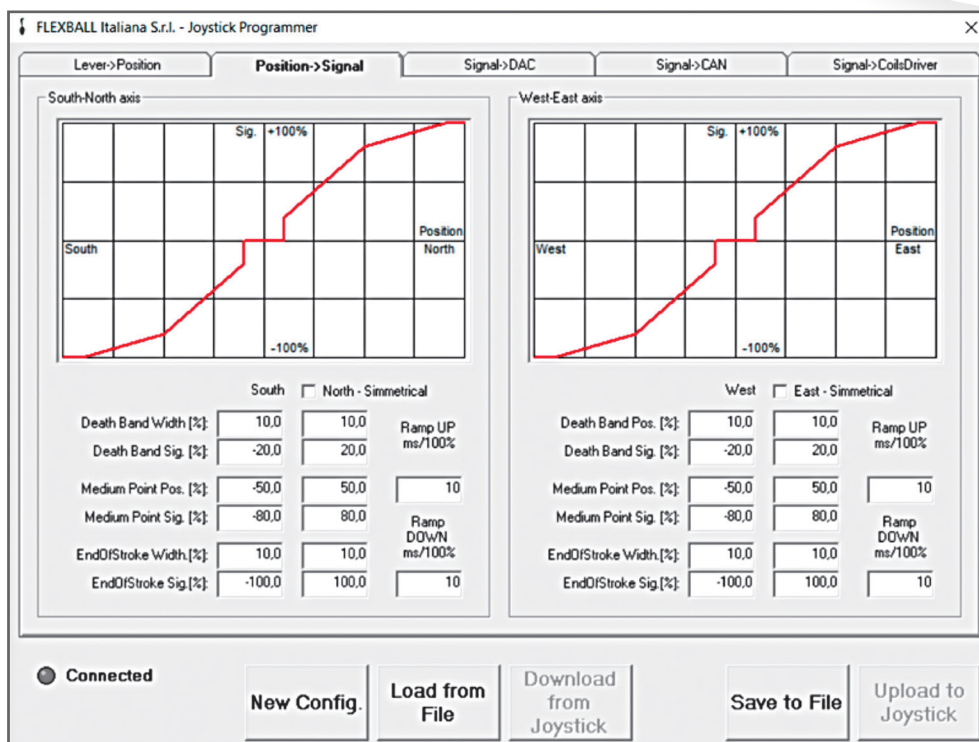 FLEXBALL Italiana S.r.l. - Joystick Programmer
Lever->Position
Position->Signal
Signal->DAC
Signal->CAN
Signal->CoilsDriver
South-North axis
Sig. +100%
Position
South
North
-100%
South
North - Simmetrical
Death Band Width [%]: 10,0 10,0
Death Band Sig. [%]: -20,0 20,0
Ramp UP
ms/100%
Medium Point Pos. [%]: -50,0 50,0 10
Medium Point Sig. [%]: -80,0 80,0
Ramp
DOWN
ms/100%
EndOfStroke Width.[%]: 10,0 10,0
EndOfStroke Sig.[%]: -100,0 100,0 10
West-East axis
Sig. +100%
Position
West
East
-100%
West
East - Simmetrical
Death Band Pos. [%]: 10,0 10,0
Death Band Sig. [%]: -20,0 20,0
Ramp UP
ms/100%
Medium Point Pos. [%]: -50,0 50,0 10
Medium Point Sig. [%]: -80,0 80,0
Ramp
DOWN
ms/100%
EndOfStroke Width.[%]: 10,0 10,0
EndOfStroke Sig.[%]: -100,0 100,0 10
Connected
New Config.
Load from
File
Download
from
Joystick
Save to File
Upload to
Joystick